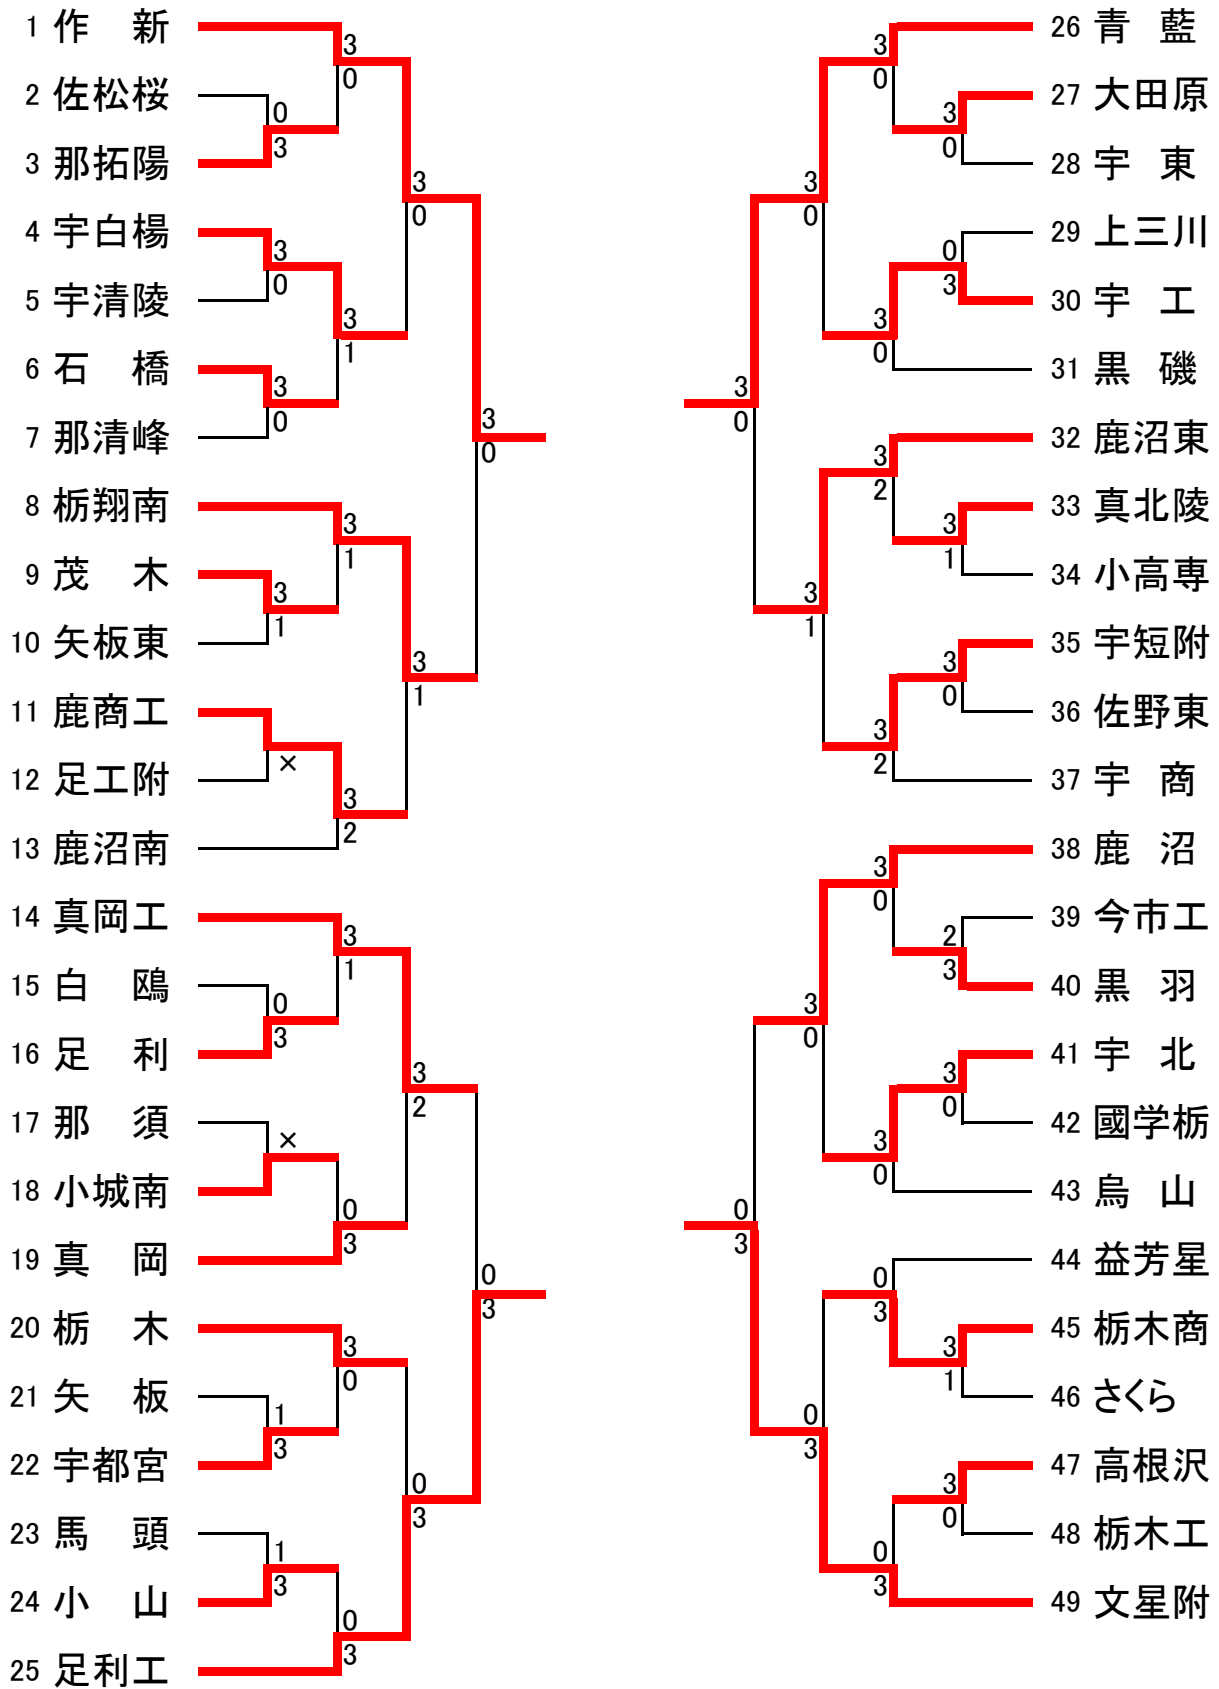 1 作 新
2 佐松桜
3 那拓陽
4 宇白楊
5 宇清陵
6 石 橋
7 那清峰
8 栃翔南
9 茂 木
10 矢板東
11 鹿商工
12 足工附
13 鹿沼南
14 真岡工
15 白 鴎
16 足 利
17 那 須
18 小城南
19 真 岡
20 栃 木
21 矢 板
22 宇都宮
23 馬 頭
24 小 山
25 足利工
3
0
0
3
3
0
3
0
3
1
3
0
3
0
3
1
3
1
3
1
×
3
2
3
0
3
1
0
3
3
2
×
0
3
0
3
3
0
1
3
0
3
1
3
0
3
26 青 藍
27 大田原
28 宇 東
29 上三川
30 宇 工
31 黒 磯
32 鹿沼東
33 真北陵
34 小高専
35 宇短附
36 佐野東
37 宇 商
38 鹿 沼
39 今市工
40 黒 羽
41 宇 北
42 國学栃
43 烏 山
44 益芳星
45 栃木商
46 さくら
47 高根沢
48 栃木工
49 文星附
3
0
3
0
3
0
0
3
3
0
3
0
3
2
3
1
3
1
3
0
3
2
3
0
2
3
3
0
3
0
3
0
0
3
0
3
3
1
0
3
3
0
0
3